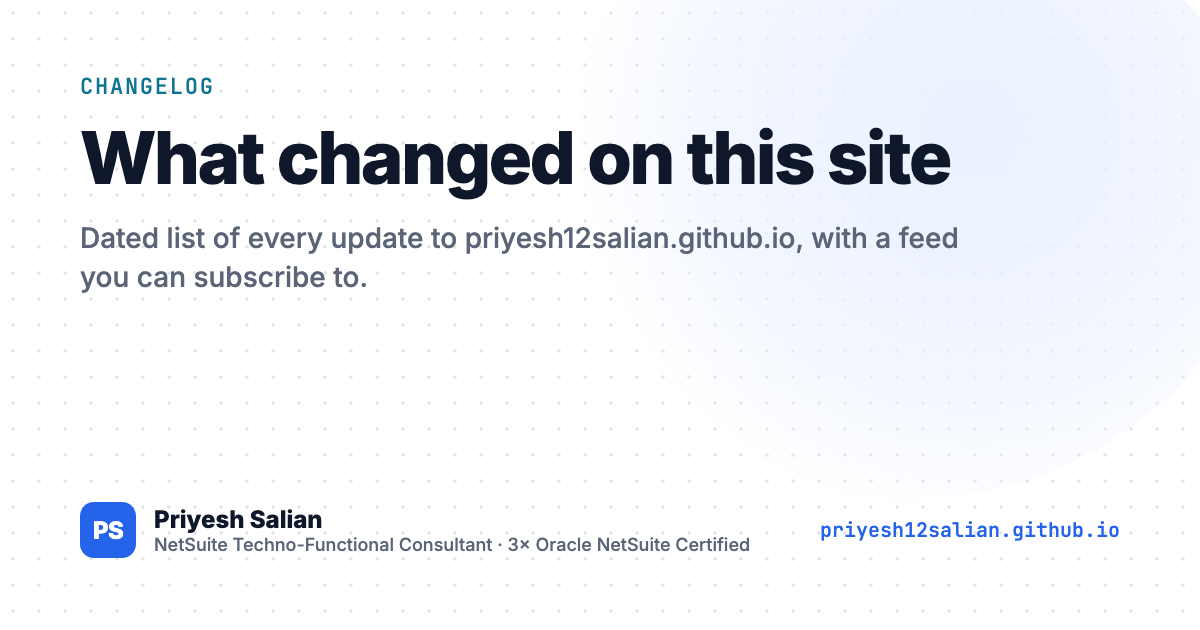 CHANGELOG
What changed on this site
Dated list of every update to priyesh12salian.github.io, with a feed
you can subscribe to.
PS
Priyesh Salian
NetSuite Techno-Functional Consultant · 3× Oracle NetSuite Certified
priyesh12salian.github.io